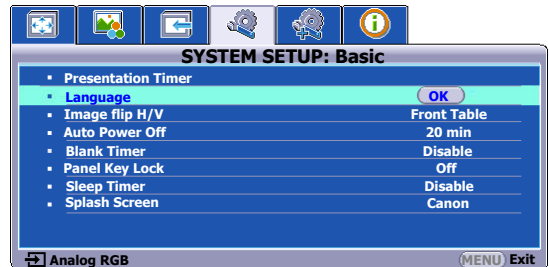 SYSTEM SETUP: Basic
▪ Presentation Timer
▪ Language OK
▪ Image flip H/V Front Table
▪ Auto Power Off 20 min
▪ Blank Timer Disable
▪ Panel Key Lock Off
▪ Sleep Timer Disable
▪ Splash Screen Canon
Analog RGB MENU Exit